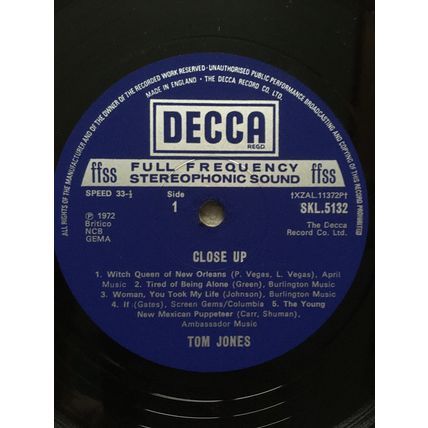 ALL RIGHTS OF THE MANUFACTURER AND OF THE OWNER OF THE RECORDED WORK RESERVED - UNAUTHORISED PUBLIC PERFORMANCE BROADCASTING AND COPYING OF THIS RECORD PROHIBITED
MADE IN ENGLAND · THE DECCA RECORD CO. LTD.
DECCA
REGD
ffss FULL FREQUENCY ffss
STEREOPHONIC SOUND
SPEED 33-⅓ Side †XZAL.11372P†
1 SKL.5132
℗ 1972 The Decca
Britico Record Co. Ltd.
NCB
GEMA
CLOSE UP
1. Witch Queen of New Orleans (P. Vegas, L. Vegas), April
Music 2. Tired of Being Alone (Green), Burlington Music
3. Woman, You Took My Life (Johnson), Burlington Music
4. If (Gates), Screen Gems/Columbia 5. The Young
New Mexican Puppeteer (Carr, Shuman),
Ambassador Music
TOM JONES